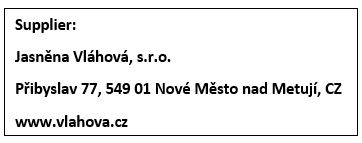 Supplier:
Jasněna Vláhová, s.r.o.
Přibyslav 77, 549 01 Nové Město nad Metují, CZ
www.vlahova.cz